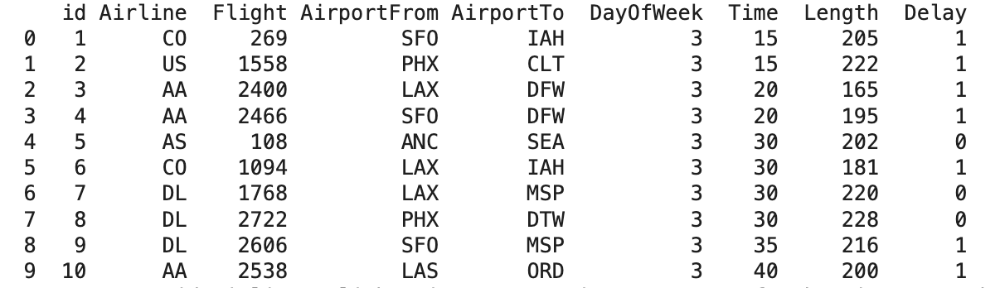 id Airline Flight AirportFrom AirportTo DayOfWeek Time Length Delay
0 1 CO 269 SFO IAH 3 15 205 1
1 2 US 1558 PHX CLT 3 15 222 1
2 3 AA 2400 LAX DFW 3 20 165 1
3 4 AA 2466 SFO DFW 3 20 195 1
4 5 AS 108 ANC SEA 3 30 202 0
5 6 CO 1094 LAX IAH 3 30 181 1
6 7 DL 1768 LAX MSP 3 30 220 0
7 8 DL 2722 PHX DTW 3 30 228 0
8 9 DL 2606 SFO MSP 3 35 216 1
9 10 AA 2538 LAS ORD 3 40 200 1